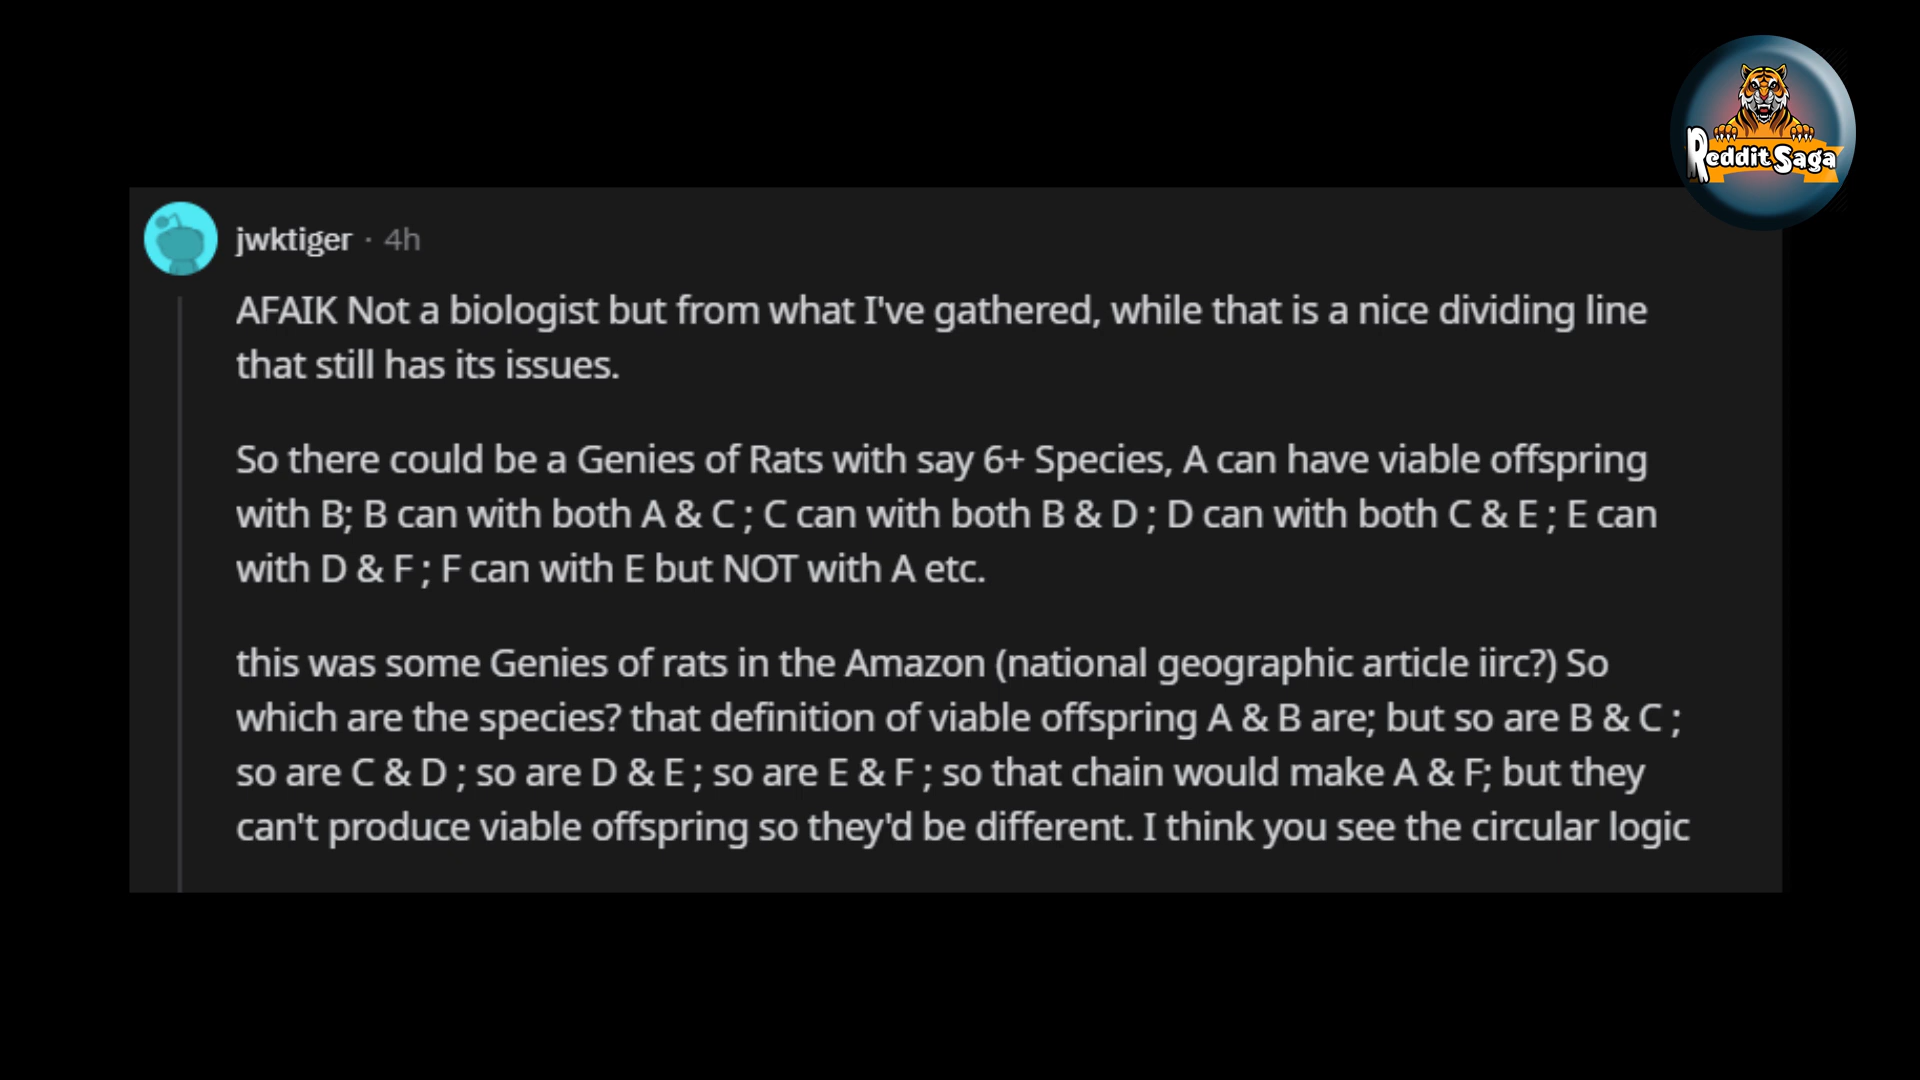 Reddit Saga
jwktiger · 4h
AFAIK Not a biologist but from what I've gathered, while that is a nice dividing line
that still has its issues.
So there could be a Genies of Rats with say 6+ Species, A can have viable offspring
with B; B can with both A & C ; C can with both B & D ; D can with both C & E ; E can
with D & F ; F can with E but NOT with A etc.
this was some Genies of rats in the Amazon (national geographic article iirc?) So
which are the species? that definition of viable offspring A & B are; but so are B & C ;
so are C & D ; so are D & E ; so are E & F ; so that chain would make A & F; but they
can't produce viable offspring so they'd be different. I think you see the circular logic